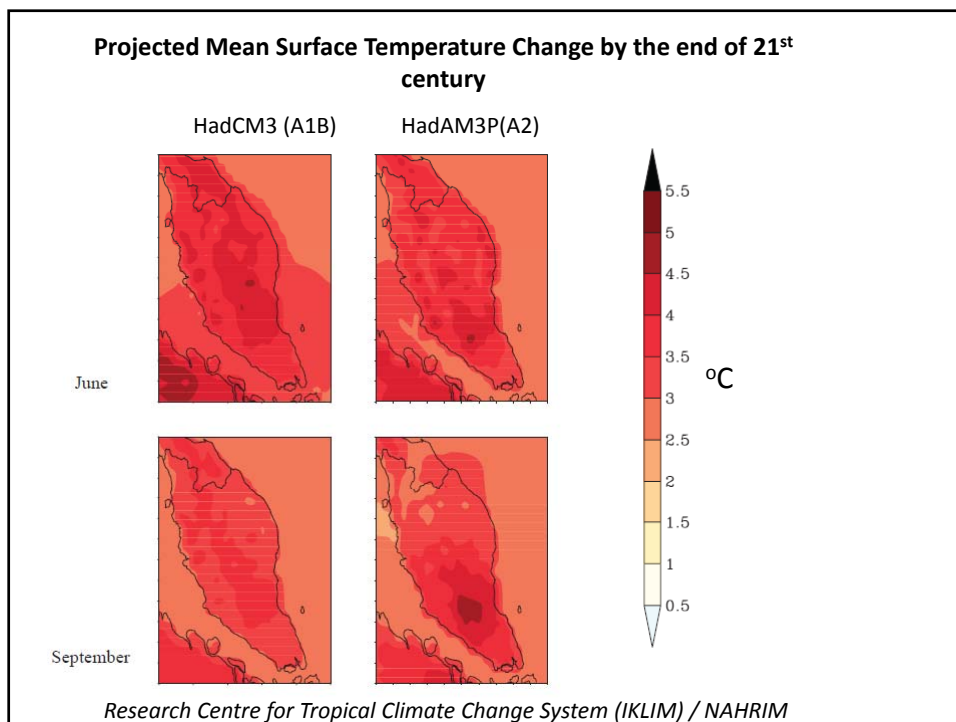 Projected Mean Surface Temperature Change by the end of 21st
century
HadCM3 (A1B)
HadAM3P(A2)
June
September
5.5
5
4.5
4
3.5
3
2.5
2
1.5
1
0.5
oC
Research Centre for Tropical Climate Change System (IKLIM) / NAHRIM